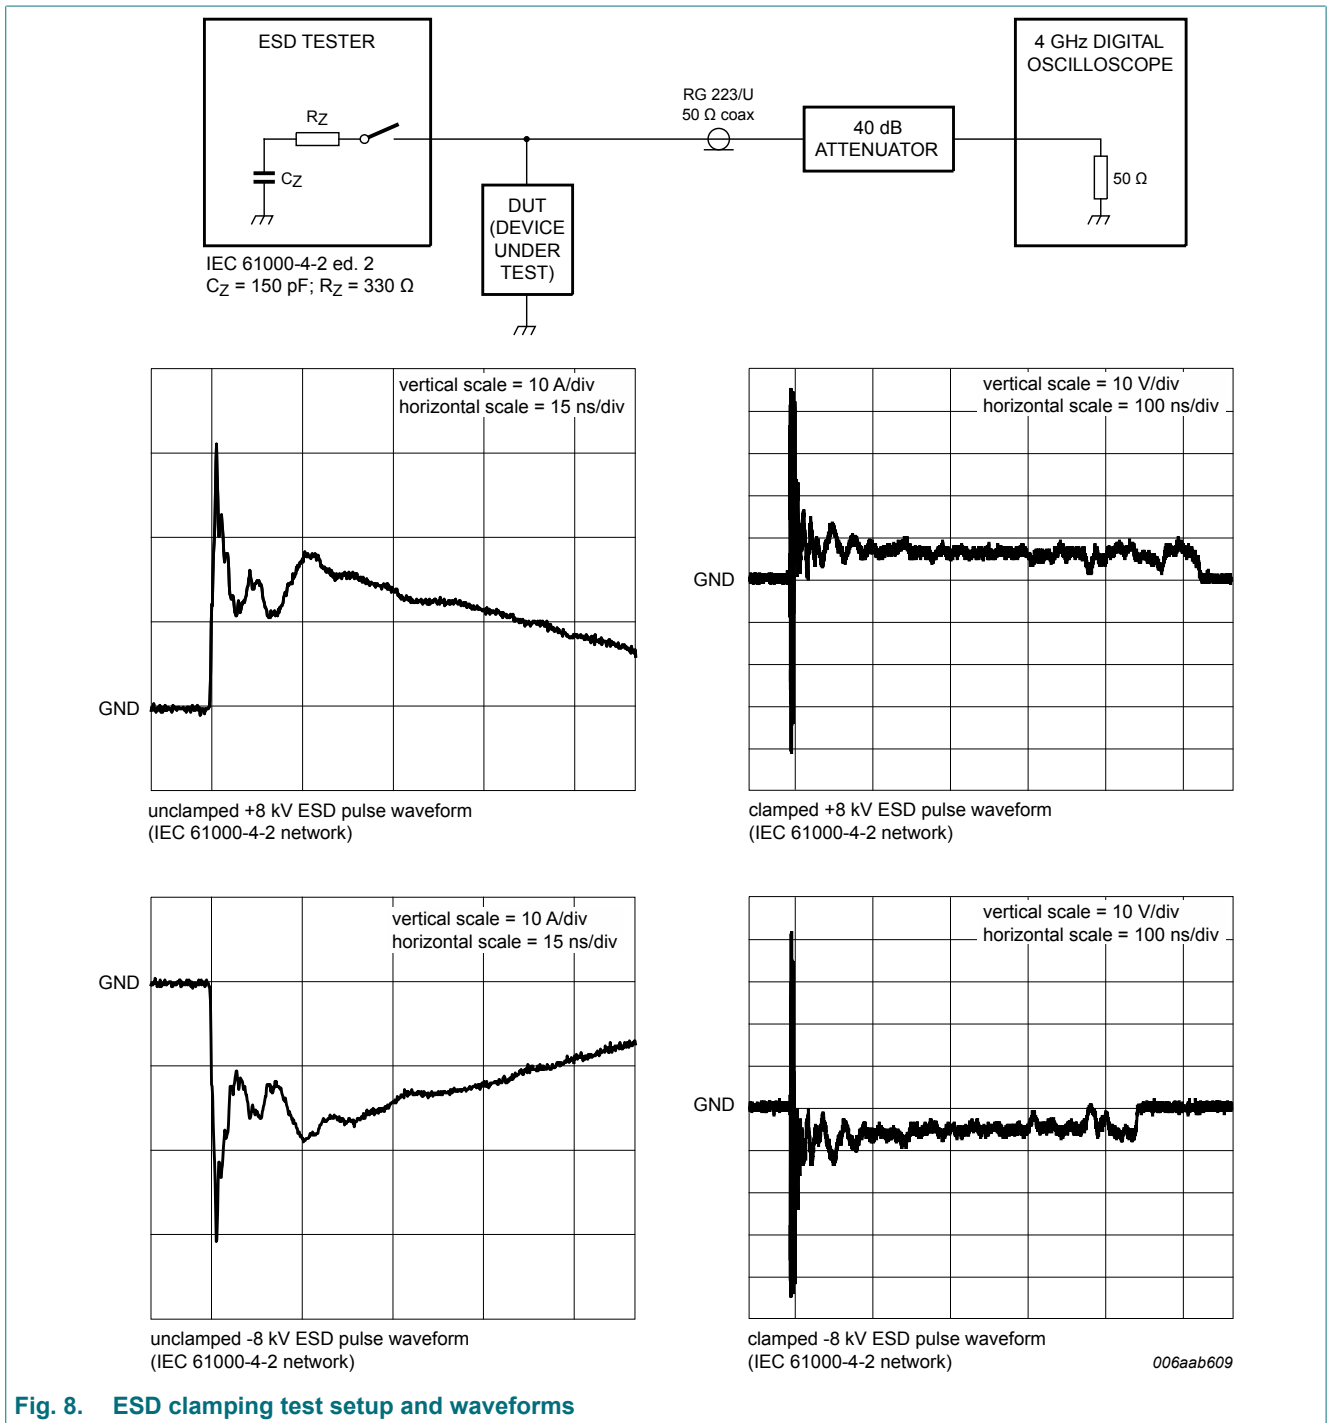 ESD TESTER
RZ
CZ
IEC 61000-4-2 ed. 2
CZ = 150 pF; RZ = 330 Ω
DUT
(DEVICE
UNDER
TEST)
RG 223/U
50 Ω coax
40 dB
ATTENUATOR
4 GHz DIGITAL
OSCILLOSCOPE
50 Ω
vertical scale = 10 A/div
horizontal scale = 15 ns/div
GND
unclamped +8 kV ESD pulse waveform
(IEC 61000-4-2 network)
vertical scale = 10 V/div
horizontal scale = 100 ns/div
GND
clamped +8 kV ESD pulse waveform
(IEC 61000-4-2 network)
vertical scale = 10 A/div
horizontal scale = 15 ns/div
GND
unclamped -8 kV ESD pulse waveform
(IEC 61000-4-2 network)
vertical scale = 10 V/div
horizontal scale = 100 ns/div
GND
clamped -8 kV ESD pulse waveform
(IEC 61000-4-2 network)
006aab609
Fig. 8. ESD clamping test setup and waveforms